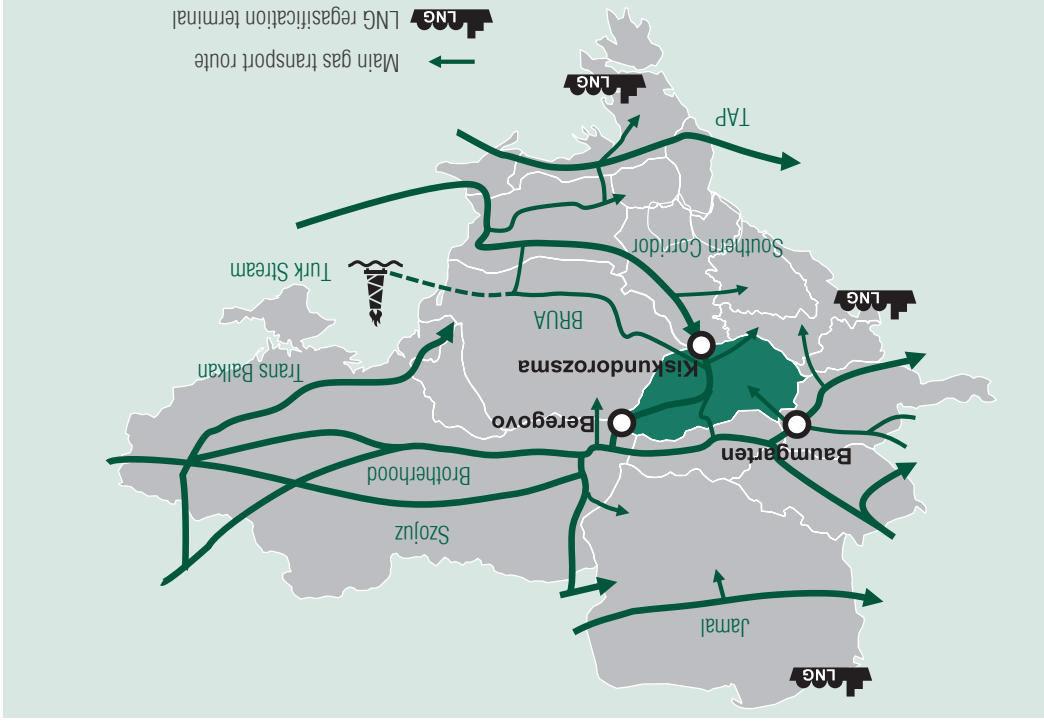 LNG
Jamal
Szojuz
Brotherhood
Baumgarten
Beregovo
Trans Balkan
Kiskundorozsma
BRUA
LNG
Turk Stream
Southern Corridor
TAP
LNG
Main gas transport route
LNG LNG regasification terminal